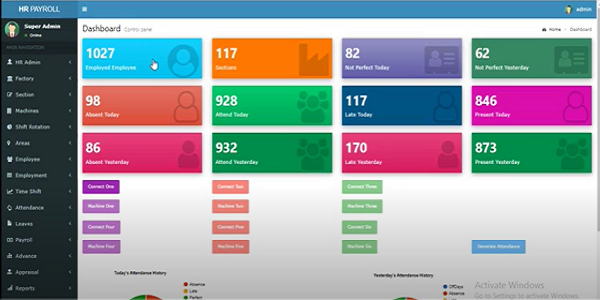 HR PAYROLL
admin
Super Admin
Online
MAIN NAVIGATION
HR Admin
Factory
Section
Machines
Shift Rotation
Areas
Employee
Employment
Time Shift
Attendance
Leaves
Payroll
Advance
Appraisal
Reports
Dashboard Control panel
Home > Dashboard
1027
Employed Employee
117
Sections
82
Not Perfect Today
62
Not Perfect Yesterday
98
Absent Today
928
Attend Today
117
Late Today
846
Present Today
86
Absent Yesterday
932
Attend Yesterday
170
Late Yesterday
873
Present Yesterday
Connect One
Connect Two
Connect Three
Machine One
Machine Two
Machine Three
Connect Four
Connect Five
Connect Go
Machine Four
Machine Five
Machine Go
Generate Attendance
Today's Attendance History
Absence
Late
Perfect
Yesterday's Attendance History
OffDays
Absence
Activate Windows
Go to Settings to activate Windows.